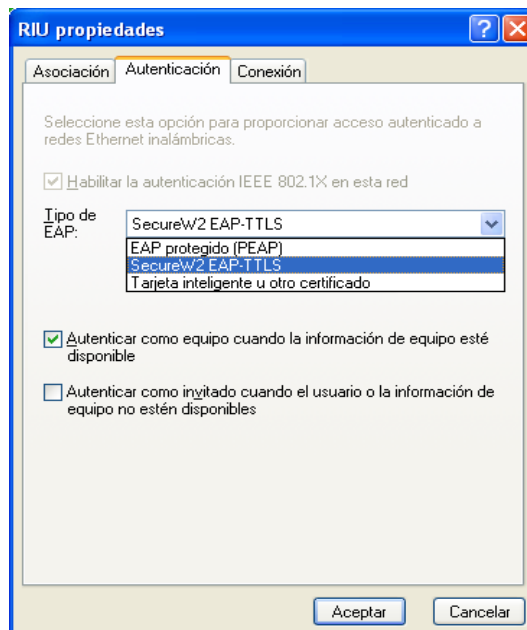 RIU propiedades
Asociación Autenticación Conexión
Seleccione esta opción para proporcionar acceso autenticado a
redes Ethernet inalámbricas.
Habilitar la autenticación IEEE 802.1X en esta red
Tipo de
EAP:
SecureW2 EAP-TTLS
EAP protegido (PEAP)
SecureW2 EAP-TTLS
Tarjeta inteligente u otro certificado
Autenticar como equipo cuando la información de equipo esté
disponible
Autenticar como invitado cuando el usuario o la información de
equipo no estén disponibles
Aceptar Cancelar